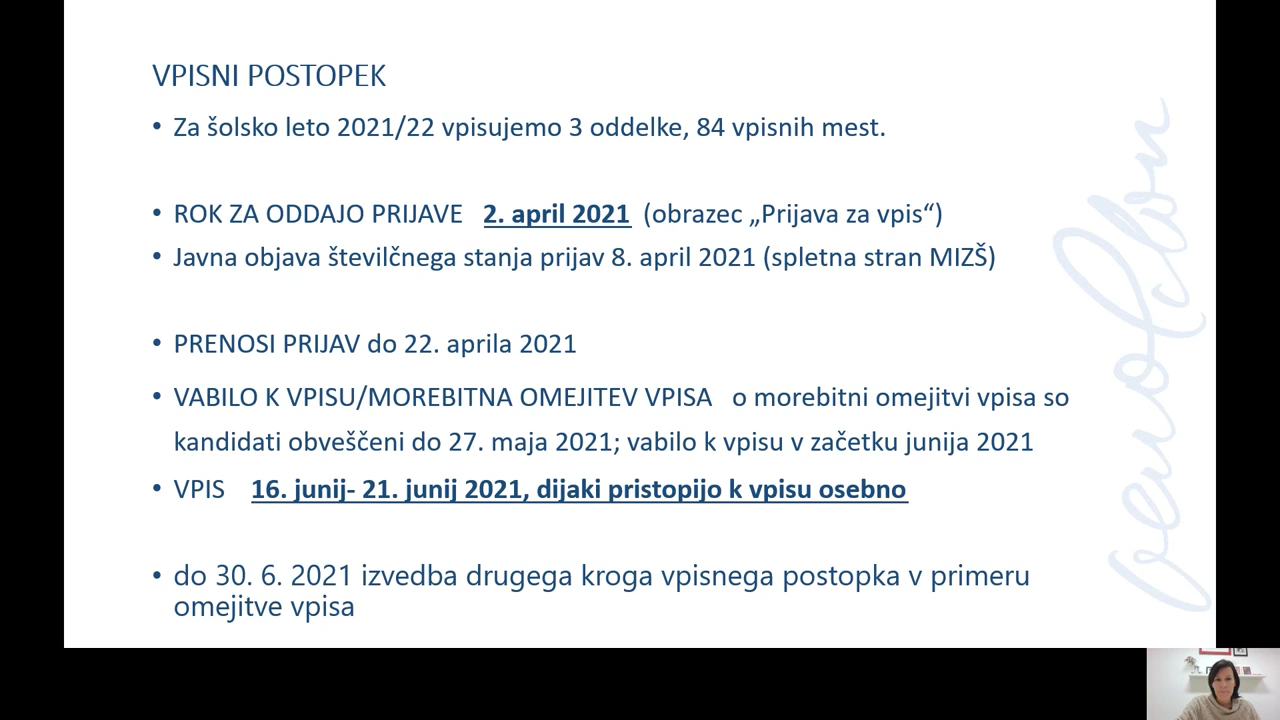 VPISNI POSTOPEK
• Za šolsko leto 2021/22 vpisujemo 3 oddelke, 84 vpisnih mest.
• ROK ZA ODDAJO PRIJAVE 2. april 2021 (obrazec „Prijava za vpis“)
• Javna objava številčnega stanja prijav 8. april 2021 (spletna stran MIZŠ)
• PRENOSI PRIJAV do 22. aprila 2021
• VABILO K VPISU/MOREBITNA OMEJITEV VPISA o morebitni omejitvi vpisa so
kandidati obveščeni do 27. maja 2021; vabilo k vpisu v začetku junija 2021
• VPIS 16. junij- 21. junij 2021, dijaki pristopijo k vpisu osebno
• do 30. 6. 2021 izvedba drugega kroga vpisnega postopka v primeru
omejitve vpisa